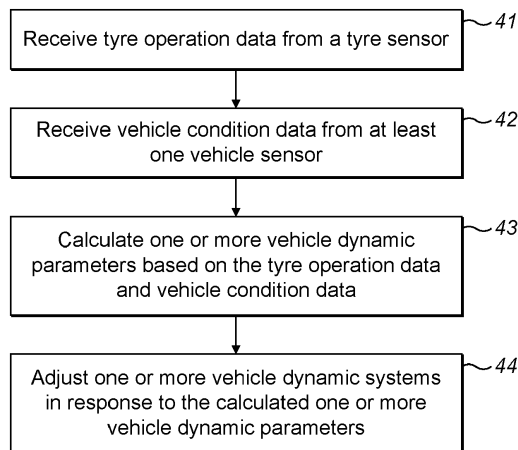 Receive tyre operation data from a tyre sensor
41
Receive vehicle condition data from at least
one vehicle sensor
42
Calculate one or more vehicle dynamic
parameters based on the tyre operation data
and vehicle condition data
43
Adjust one or more vehicle dynamic systems
in response to the calculated one or more
vehicle dynamic parameters
44